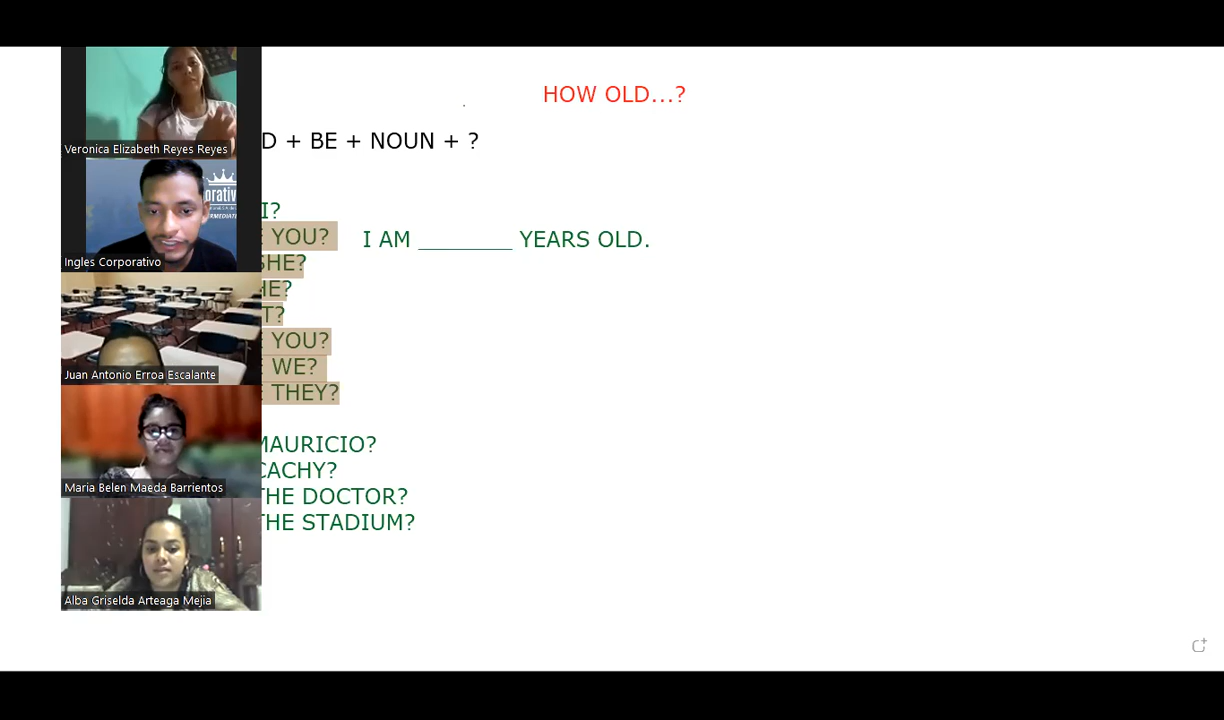 HOW OLD...?
D + BE + NOUN + ?
I?
YOU?
I AM ________ YEARS OLD.
SHE?
HE?
T?
YOU?
WE?
THEY?
MAURICIO?
CACHY?
THE DOCTOR?
THE STADIUM?
Veronica Elizabeth Reyes Reyes
orativ
Ingles Corporativo
Juan Antonio Erroa Escalante
Maria Belen Maeda Barrientos
Alba Griselda Arteaga Mejia